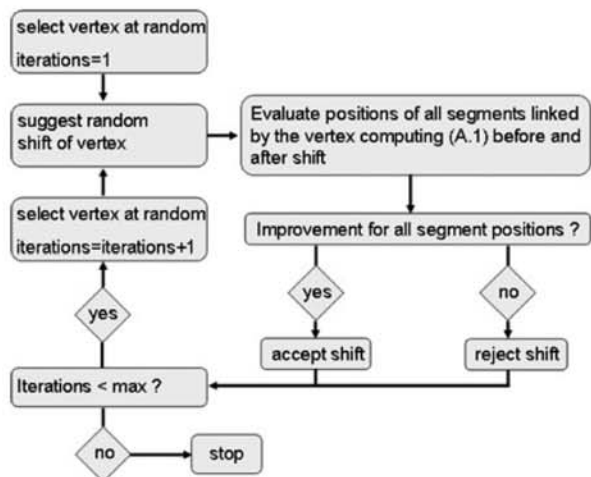 select vertex at random
iterations=1
suggest random
shift of vertex
Evaluate positions of all segments linked
by the vertex computing (A.1) before and
after shift
select vertex at random
iterations=iterations+1
Improvement for all segment positions ?
yes
yes
no
accept shift
reject shift
Iterations < max ?
no
stop